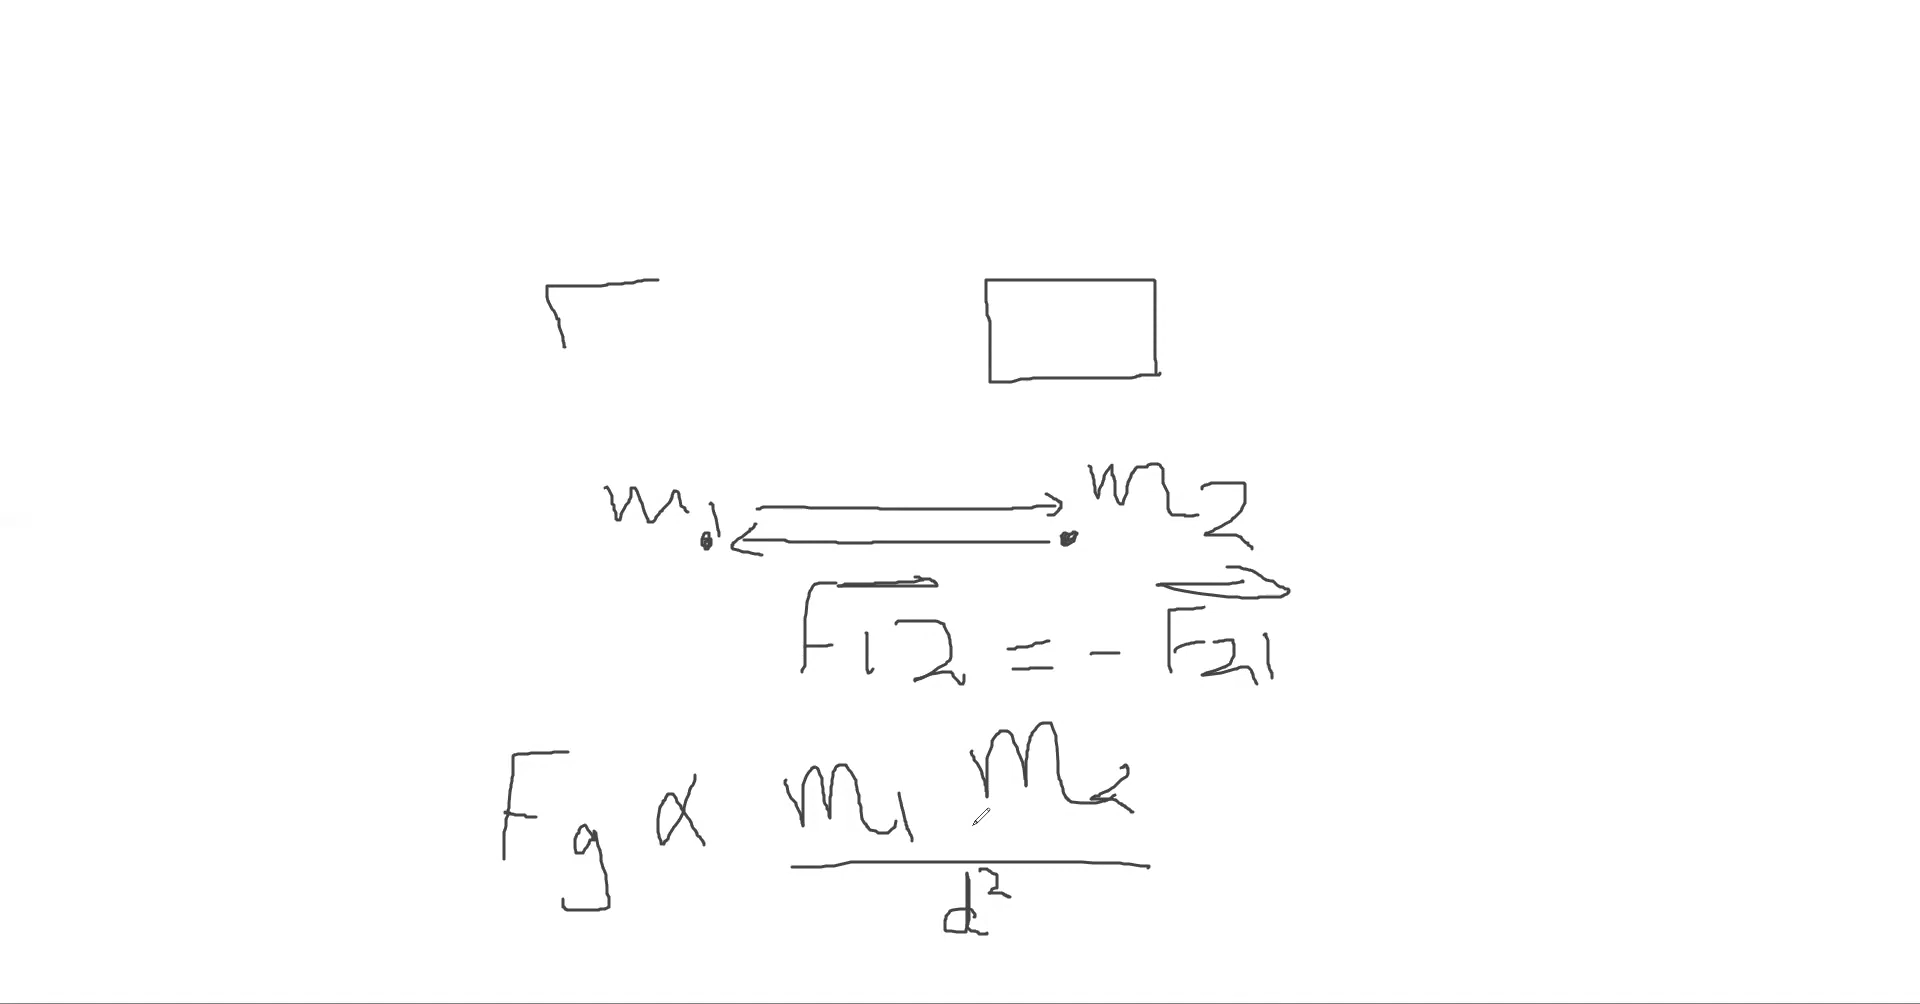 m1 m2
F12 = - F21
Fg ∝ m1 m2
d²